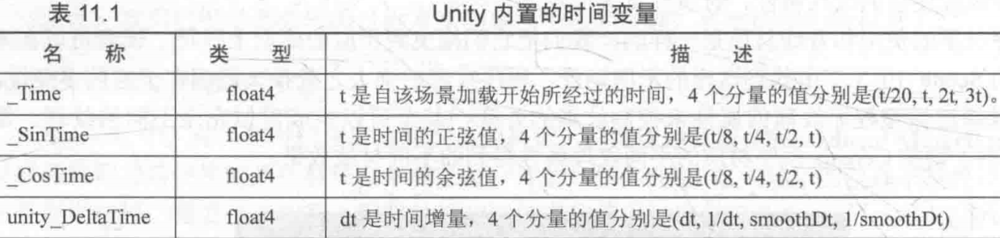 表 11.1 Unity 内置的时间变量
名 称 类 型 描 述
_Time float4 t 是自该场景加载开始所经过的时间，4 个分量的值分别是(t/20, t, 2t, 3t)。
_SinTime float4 t 是时间的正弦值，4 个分量的值分别是(t/8, t/4, t/2, t)
_CosTime float4 t 是时间的余弦值，4 个分量的值分别是(t/8, t/4, t/2, t)
unity_DeltaTime float4 dt 是时间增量，4 个分量的值分别是(dt, 1/dt, smoothDt, 1/smoothDt)